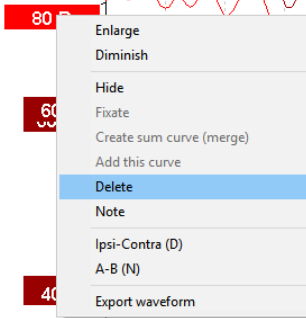 80
Enlarge
Diminish
Hide
60
Fixate
Create sum curve (merge)
Add this curve
Delete
Note
Ipsi-Contra (D)
A-B (N)
40
Export waveform